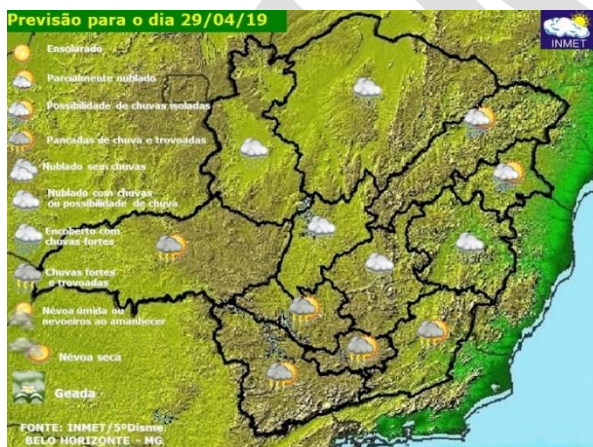 Previsão para o dia 29/04/19
INMET
Ensolarado
Parcialmente nublado
Possibilidade de chuvas isoladas
Pancadas de chuva e trovoadas
Nublado sem chuvas
Nublado com chuvas
ou possibilidade de chuva
Encoberto com
chuvas fortes
Chuvas fortes
e trovoadas
Névoa úmida ou
nevoeiros ao amanhecer
Névoa seca
Geada
FONTE: INMET/5ºDisme.
BELO HORIZONTE - MG